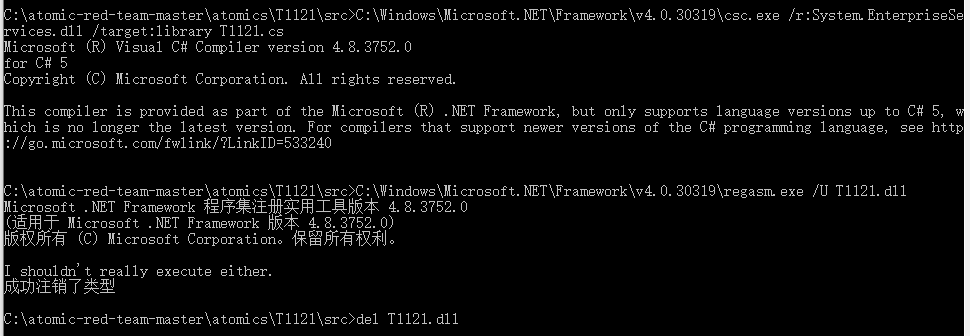 C:\atomic-red-team-master\atomics\T1121\src>C:\Windows\Microsoft.NET\Framework\v4.0.30319\csc.exe /r:System.EnterpriseSe
rvices.dll /target:library T1121.cs
Microsoft (R) Visual C# Compiler version 4.8.3752.0
for C# 5
Copyright (C) Microsoft Corporation. All rights reserved.
This compiler is provided as part of the Microsoft (R) .NET Framework, but only supports language versions up to C# 5, w
hich is no longer the latest version. For compilers that support newer versions of the C# programming language, see http
://go.microsoft.com/fwlink/?LinkID=533240
C:\atomic-red-team-master\atomics\T1121\src>C:\Windows\Microsoft.NET\Framework\v4.0.30319\regasm.exe /U T1121.dll
Microsoft .NET Framework 程序集注册实用工具版本 4.8.3752.0
(适用于 Microsoft .NET Framework 版本 4.8.3752.0)
版权所有 (C) Microsoft Corporation。保留所有权利。
I shouldn't really execute either.
成功注销了类型
C:\atomic-red-team-master\atomics\T1121\src>del T1121.dll